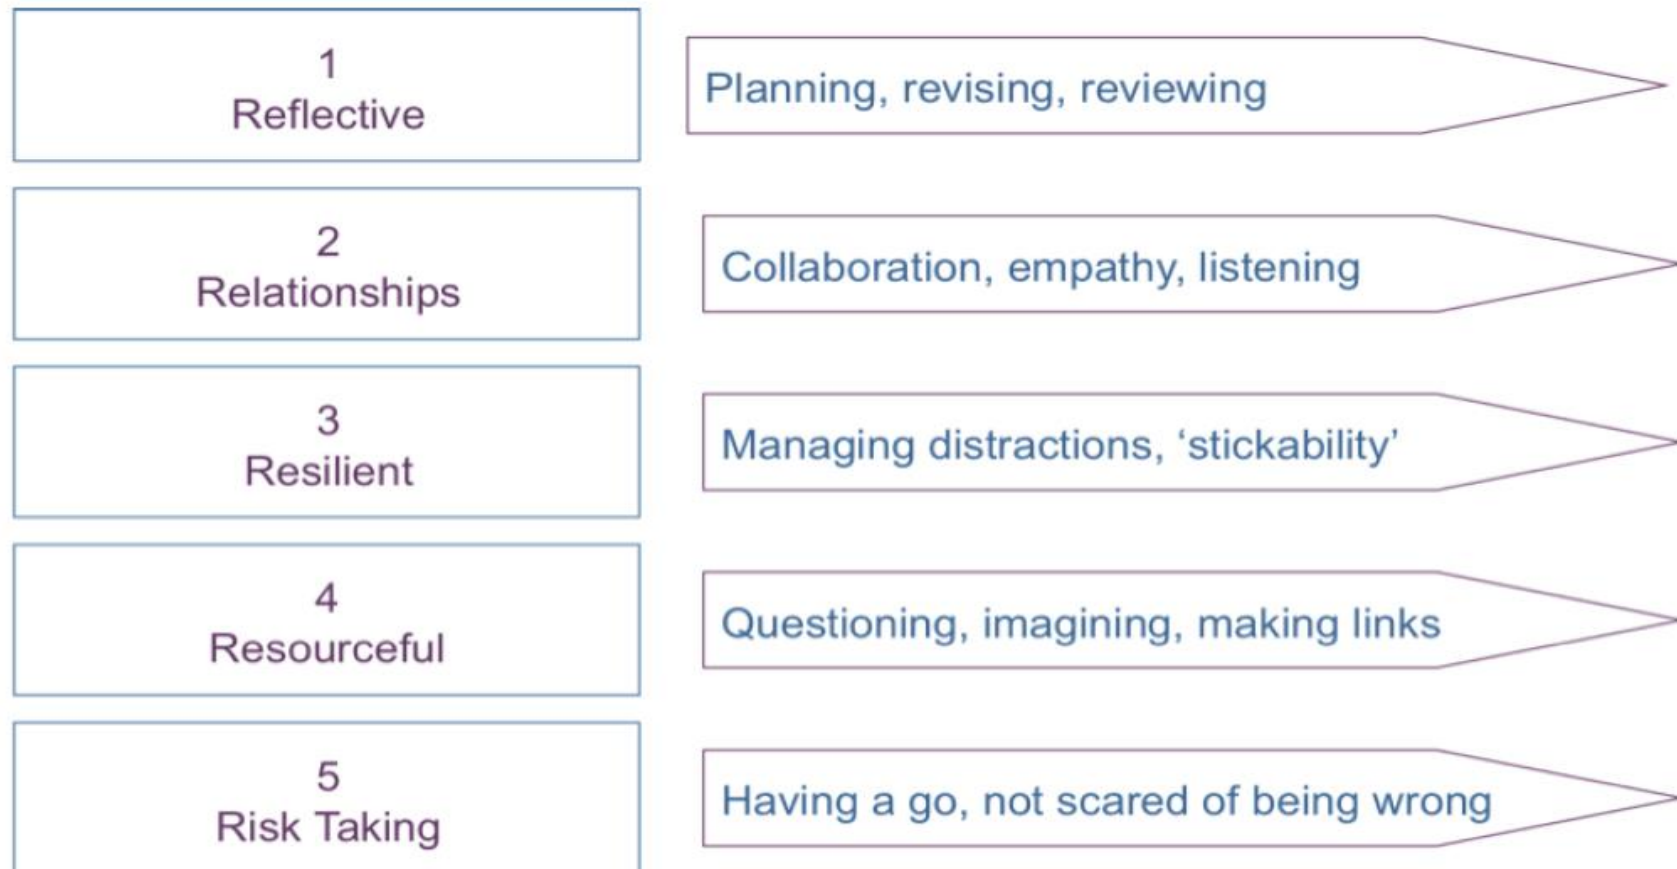 1
Reflective
Planning, revising, reviewing
2
Relationships
Collaboration, empathy, listening
3
Resilient
Managing distractions, ‘stickability’
4
Resourceful
Questioning, imagining, making links
5
Risk Taking
Having a go, not scared of being wrong